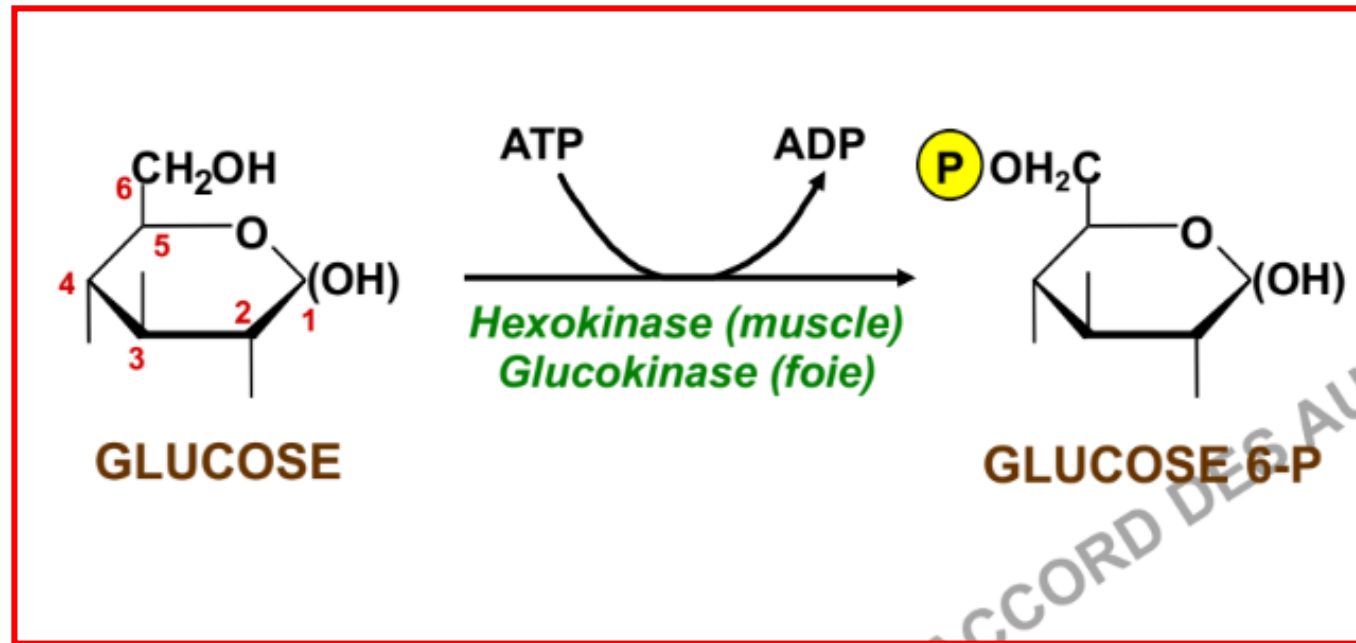 ATP
ADP
CH₂OH
P OH₂C
6
O
O
5
4
(OH)
(OH)
2
1
3
Hexokinase (muscle)
Glucokinase (foie)
GLUCOSE
GLUCOSE 6-P
ACCORD DES